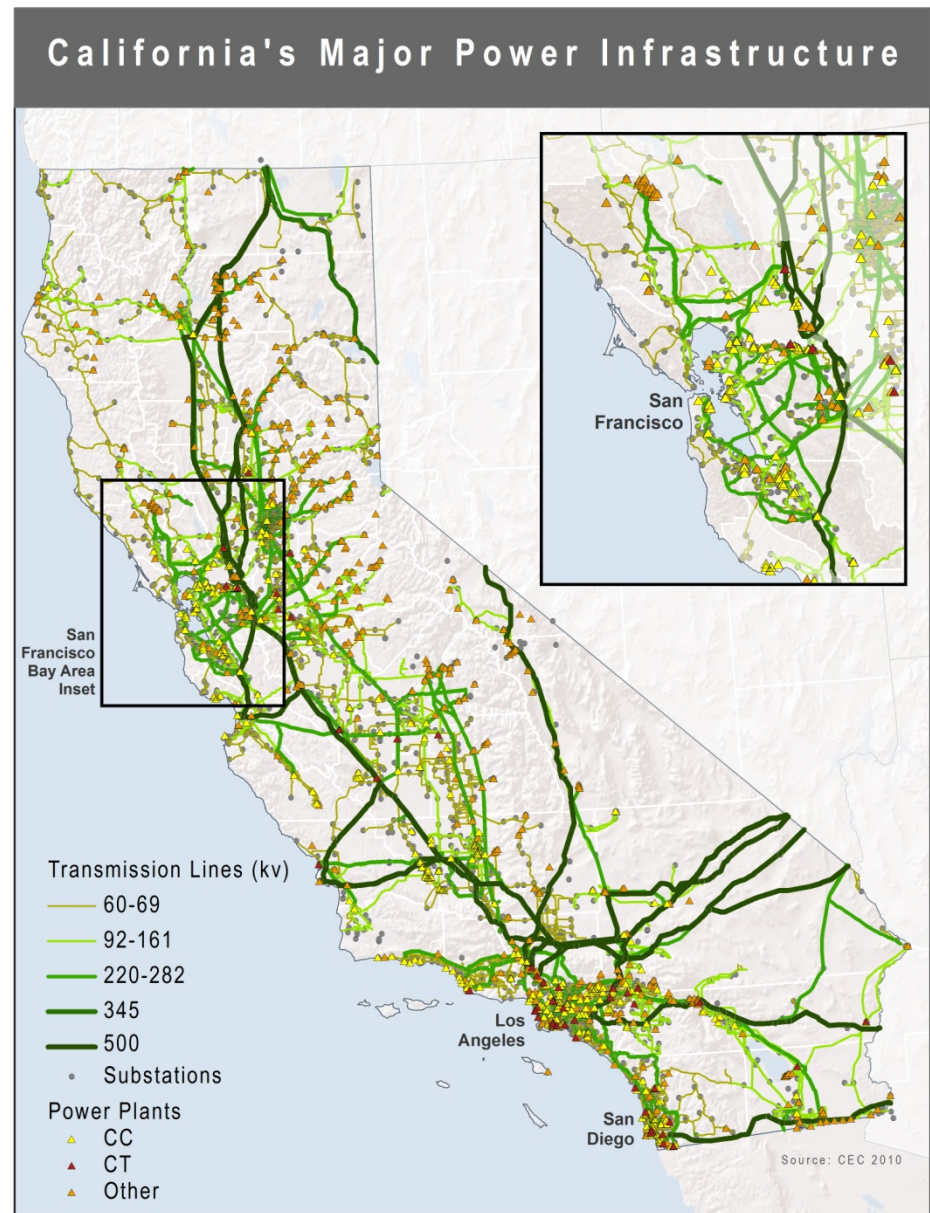 California's Major Power Infrastructure
San
Francisco
San
Francisco
Bay Area
Inset
Transmission Lines (kv)
60-69
92-161
220-282
345
500
Substations
Power Plants
CC
CT
Other
Los
Angeles
San
Diego
Source: CEC 2010